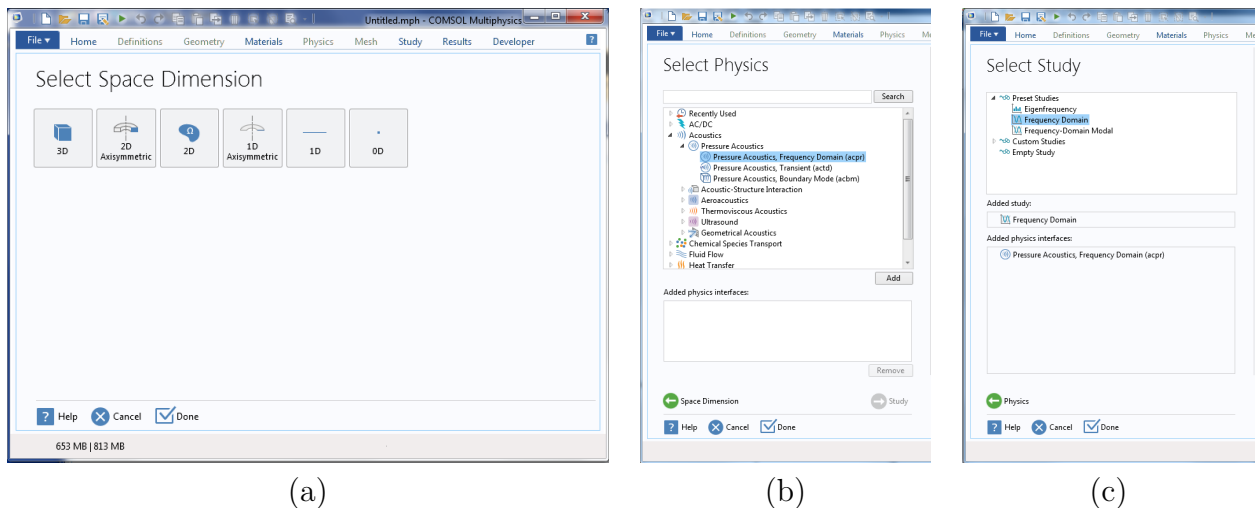 Untitled.mph - COMSOL Multiphysics
File ▾ Home Definitions Geometry Materials Physics Mesh Study Results Developer ?
Select Space Dimension
3D
2D Axisymmetric
Ω
2D
1D Axisymmetric
1D
0D
? Help Cancel Done
653 MB | 813 MB
(a)
File ▾ Home Definitions Geometry Materials Physics Me
Select Physics
Search
Recently Used
AC/DC
Acoustics
Pressure Acoustics
Pressure Acoustics, Frequency Domain (acpr)
Pressure Acoustics, Transient (actd)
Pressure Acoustics, Boundary Mode (acbm)
Acoustic-Structure Interaction
Aeroacoustics
Thermoviscous Acoustics
Ultrasound
Geometrical Acoustics
Chemical Species Transport
Fluid Flow
Heat Transfer
Add
Added physics interfaces:
Remove
Space Dimension Study
? Help Cancel Done
(b)
File ▾ Home Definitions Geometry Materials Physics Me
Select Study
Preset Studies
Eigenfrequency
Frequency Domain
Frequency-Domain Modal
Custom Studies
Empty Study
Added study:
Frequency Domain
Added physics interfaces:
Pressure Acoustics, Frequency Domain (acpr)
Physics
? Help Cancel Done
(c)